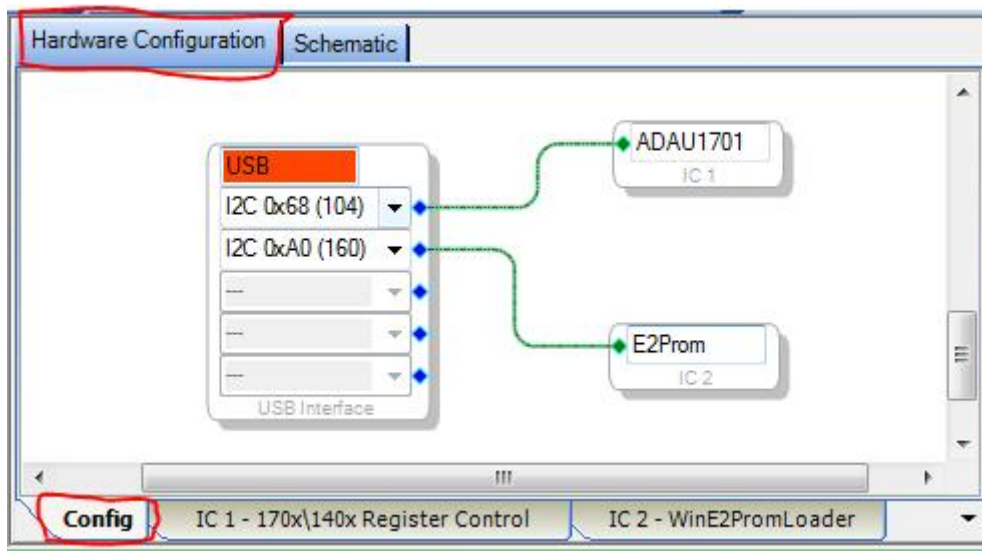 Hardware Configuration
Schematic
USB
I2C 0x68 (104)
I2C 0xA0 (160)
---
---
---
USB Interface
ADAU1701
IC 1
E2Prom
IC 2
Config
IC 1 - 170x\140x Register Control
IC 2 - WinE2PromLoader